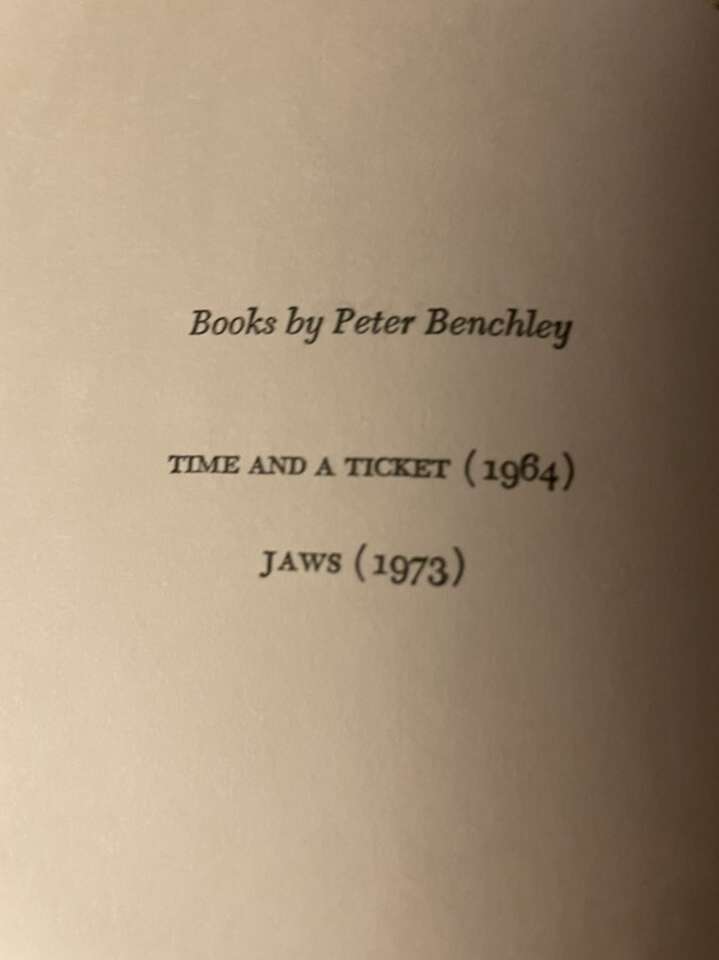 Books by Peter Benchley
TIME AND A TICKET (1964)
JAWS (1973)